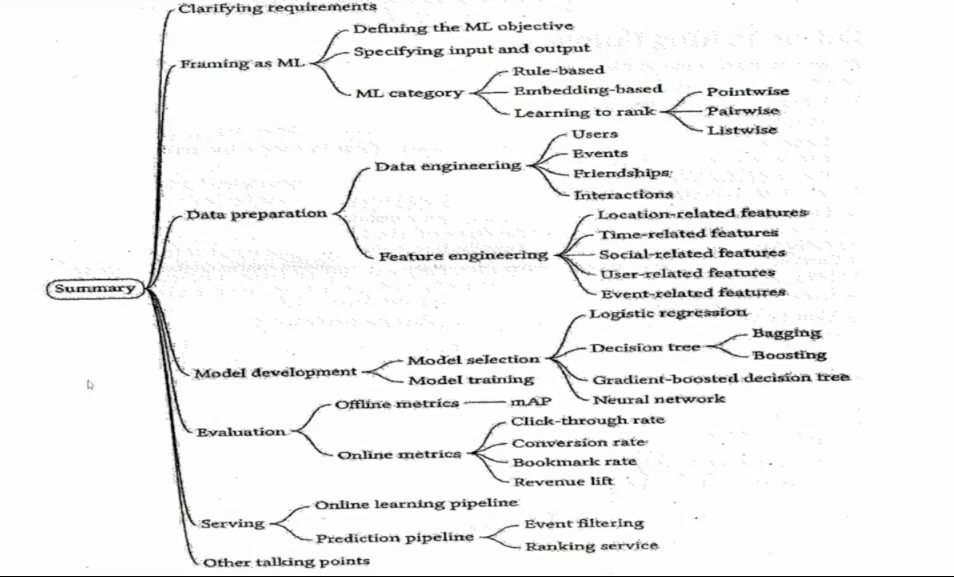 Clarifying requirements
Defining the ML objective
Framing as ML
Specifying input and output
Rule-based
ML category
Embedding-based
Learning to rank
Pointwise
Pairwise
Listwise
Users
Data engineering
Events
Friendships
Interactions
Data preparation
Location-related features
Time-related features
Feature engineering
Social-related features
User-related features
Event-related features
Summary
Logistic regression
Model selection
Decision tree
Bagging
Boosting
Model development
Model training
Gradient-boosted decision tree
Neural network
Offline metrics
mAP
Evaluation
Click-through rate
Online metrics
Conversion rate
Bookmark rate
Revenue lift
Online learning pipeline
Serving
Prediction pipeline
Event filtering
Ranking service
Other talking points